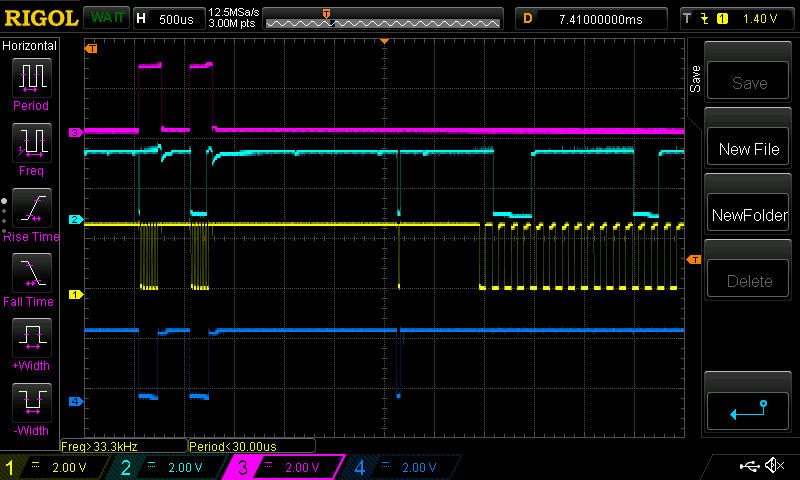 RIGOL WAIT H 500us 12.5MSa/s 3.00M pts D 7.41000000ms T 1 1.40 V
Horizontal
Period
Freq
Rise Time
Fall Time
+Width
-Width
T
T
3
2
1
4
T
Freq>33.3kHz Period<30.00us
1 2.00 V 2 2.00 V 3 2.00 V 4 2.00 V
Save
Save
New File
NewFolder
Delete